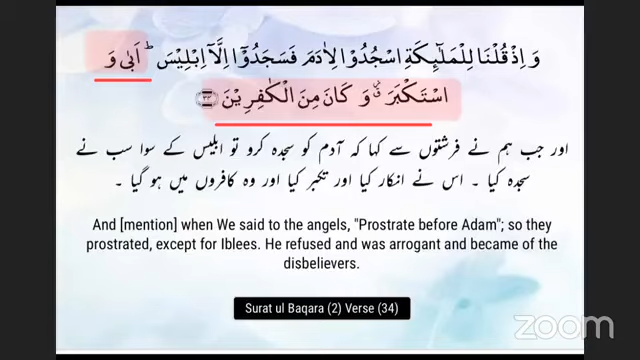 وَ اِذْ قُلْنَا لِلْمَلٰٓئِكَةِ اسْجُدُوْا لِاٰدَمَ فَسَجَدُوْۤا اِلَّاۤ اِبْلِیْسَؕ اَبٰى وَ
اسْتَكْبَرَ ۗ٘ وَ كَانَ مِنَ الْكٰفِرِیْنَ ۝۳۴
اور جب ہم نے فرشتوں سے کہا کہ آدم کو سجدہ کرو تو ابلیس کے سوا سب نے
سجدہ کیا ۔ اس نے انکار کیا اور تکبر کیا اور وہ کافروں میں ہو گیا ۔
And [mention] when We said to the angels, "Prostrate before Adam"; so they
prostrated, except for Iblees. He refused and was arrogant and became of the
disbelievers.
Surat ul Baqara (2) Verse (34)
zoom